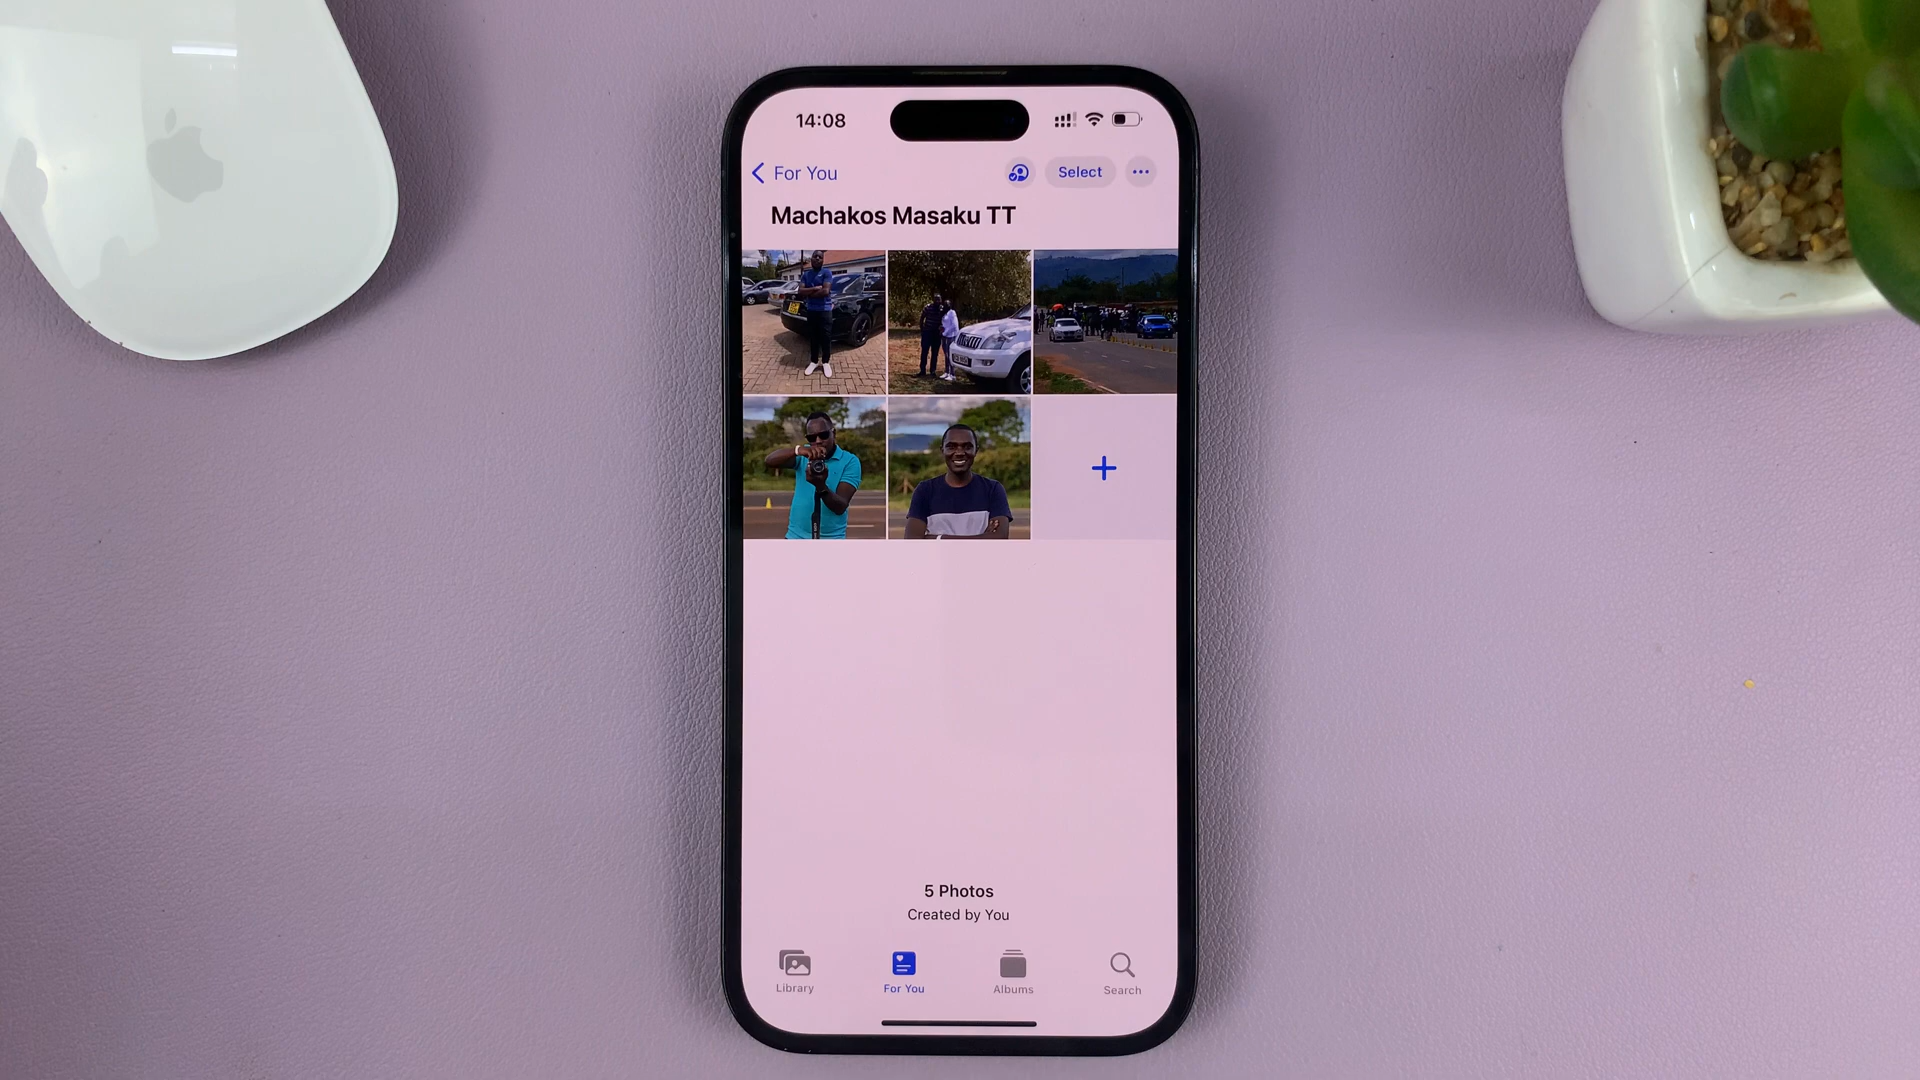 14:08
For You
Select
Machakos Masaku TT
5 Photos
Created by You
Library
For You
Albums
Search